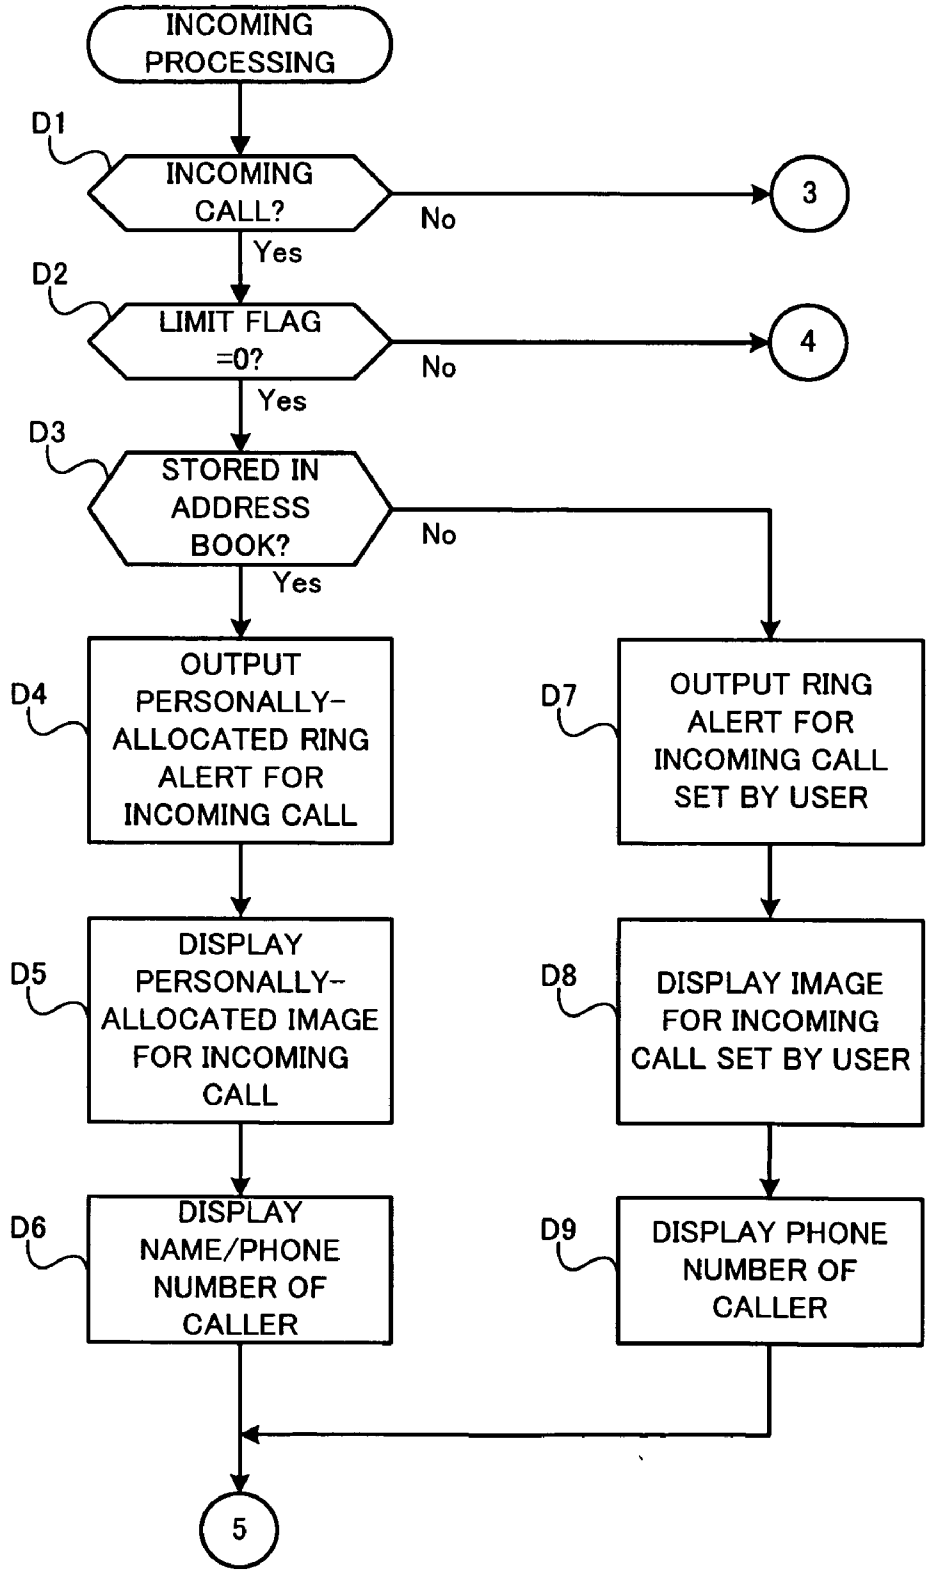 INCOMING
PROCESSING
D1
INCOMING
CALL?
No
3
Yes
D2
LIMIT FLAG
=0?
No
4
Yes
D3
STORED IN
ADDRESS
BOOK?
No
Yes
D4
OUTPUT
PERSONALLY-
ALLOCATED RING
ALERT FOR
INCOMING CALL
D7
OUTPUT RING
ALERT FOR
INCOMING CALL
SET BY USER
D5
DISPLAY
PERSONALLY-
ALLOCATED IMAGE
FOR INCOMING
CALL
D8
DISPLAY IMAGE
FOR INCOMING
CALL SET BY USER
D6
DISPLAY
NAME/PHONE
NUMBER OF
CALLER
D9
DISPLAY PHONE
NUMBER OF
CALLER
5